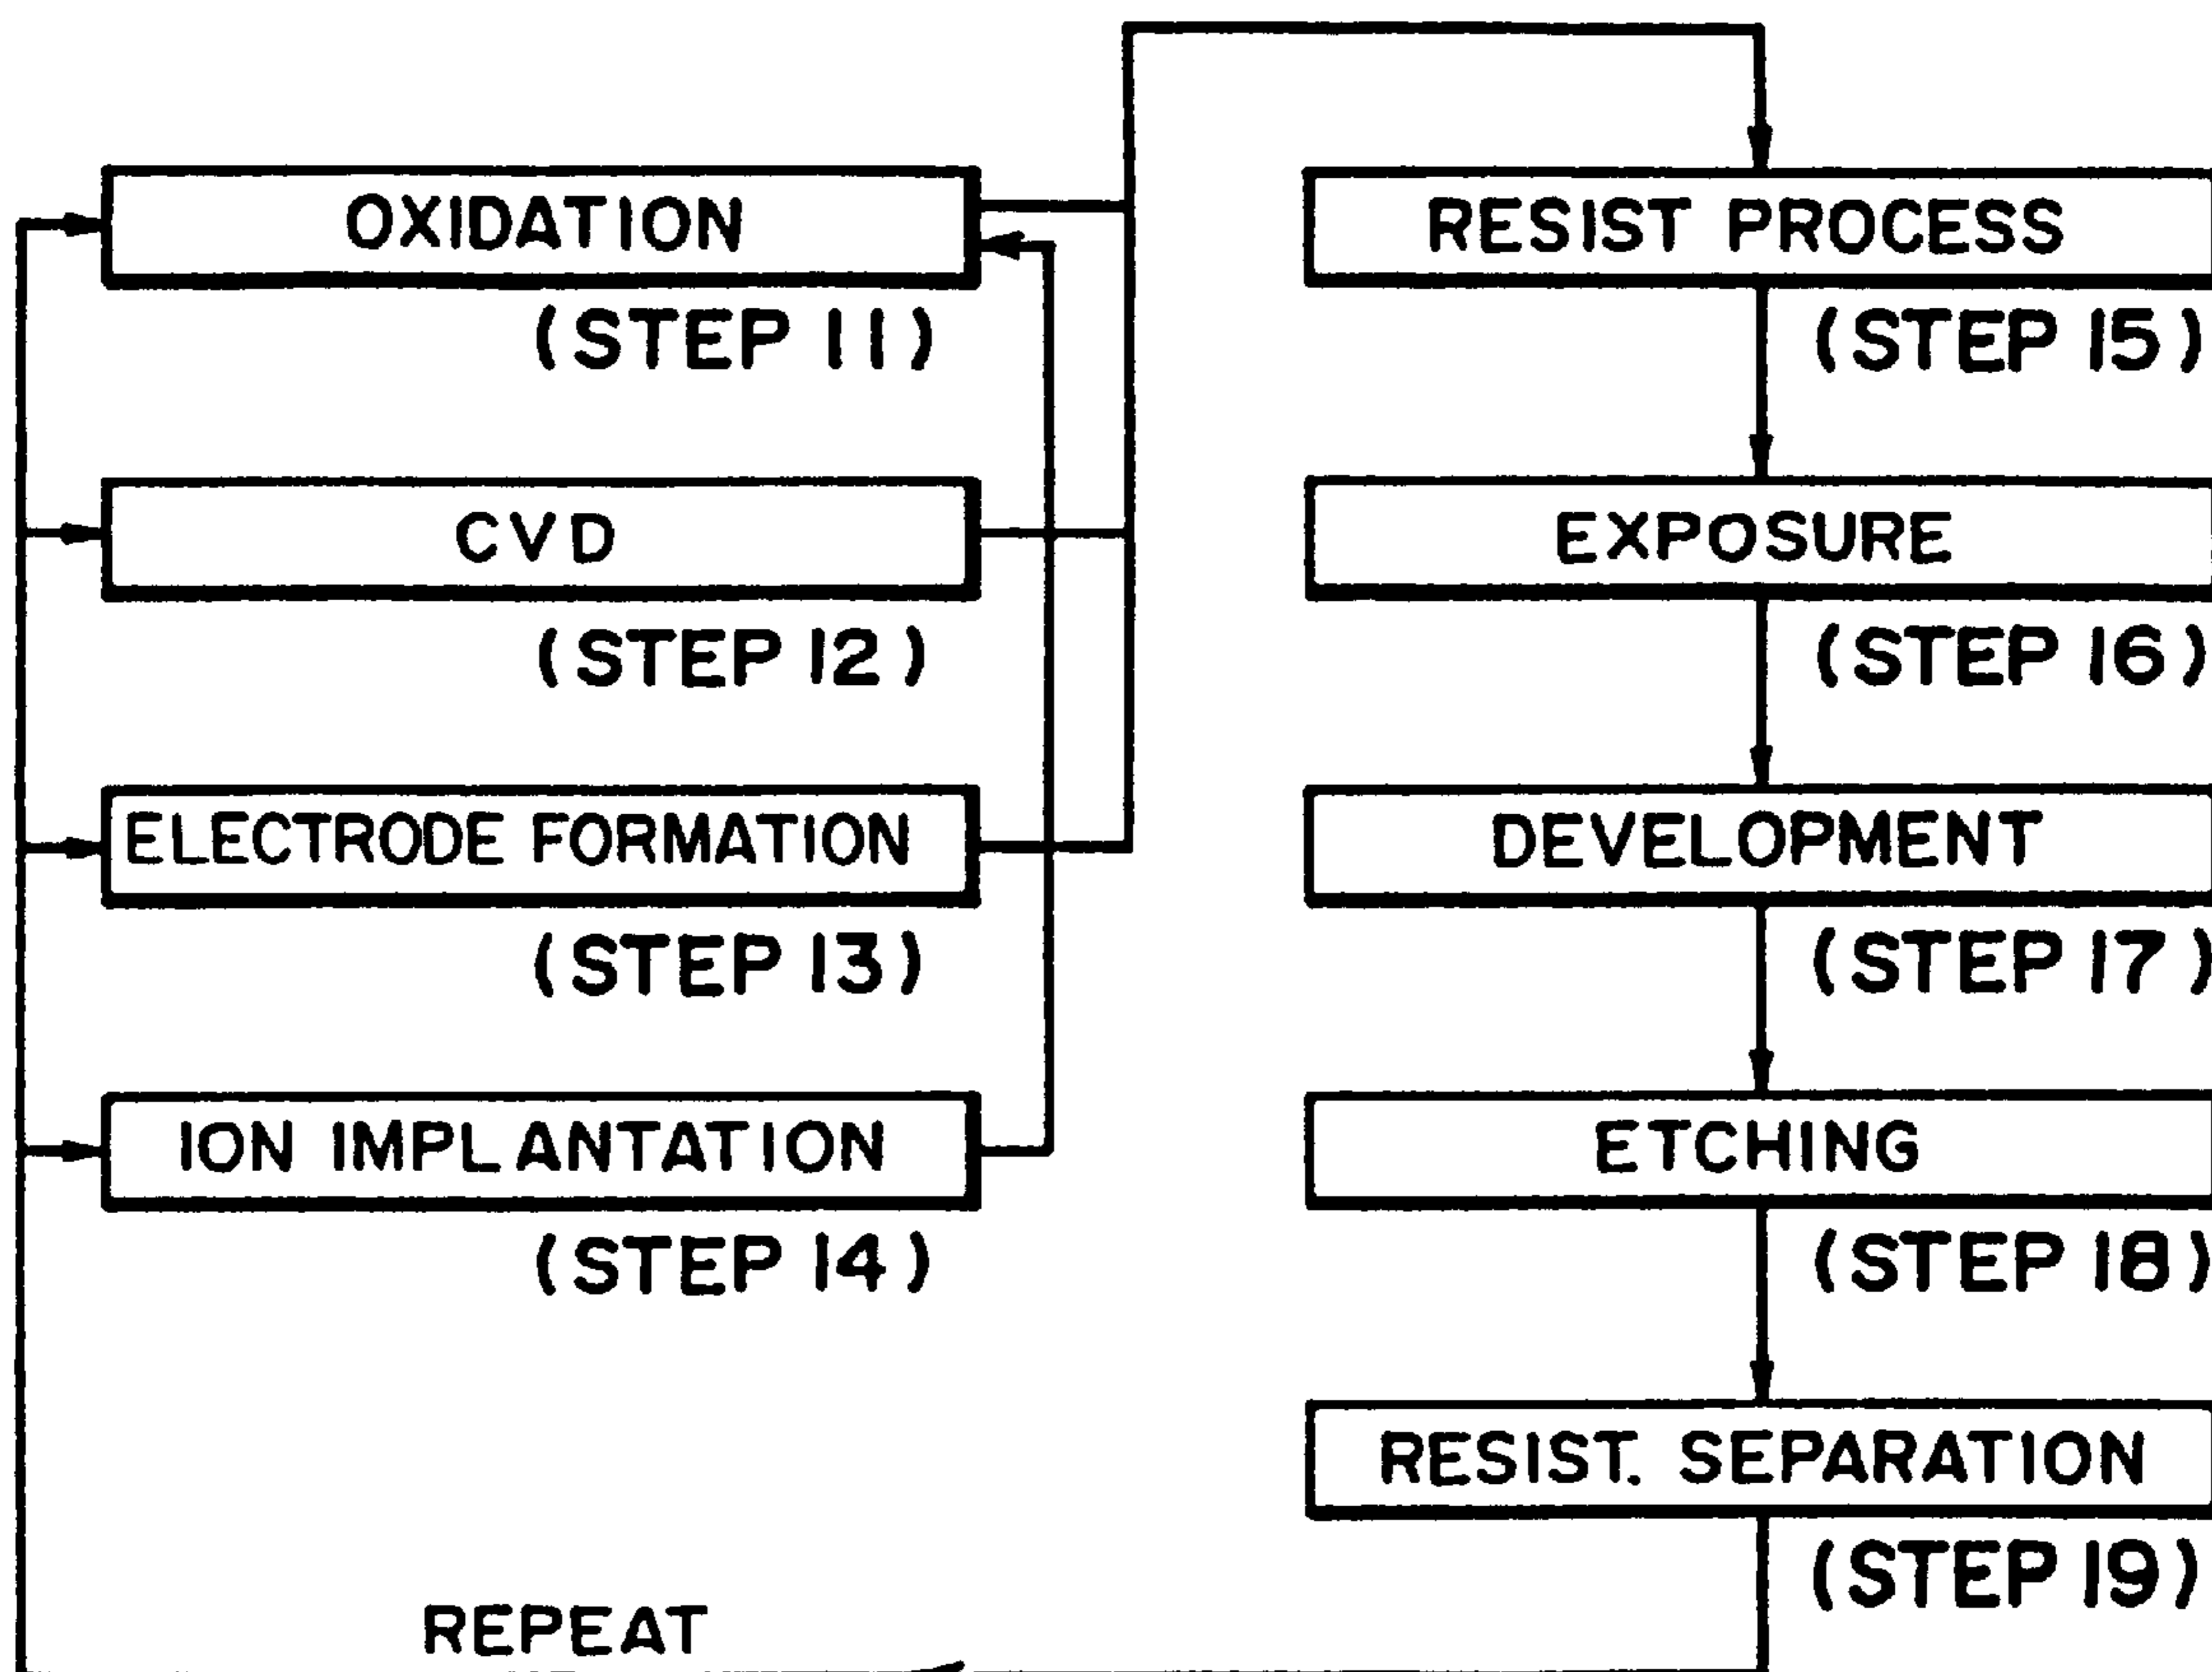 OXIDATION
(STEP 11)
CVD
(STEP 12)
ELECTRODE FORMATION
(STEP 13)
ION IMPLANTATION
(STEP 14)
RESIST PROCESS
(STEP 15)
EXPOSURE
(STEP 16)
DEVELOPMENT
(STEP 17)
ETCHING
(STEP 18)
RESIST. SEPARATION
(STEP 19)
REPEAT